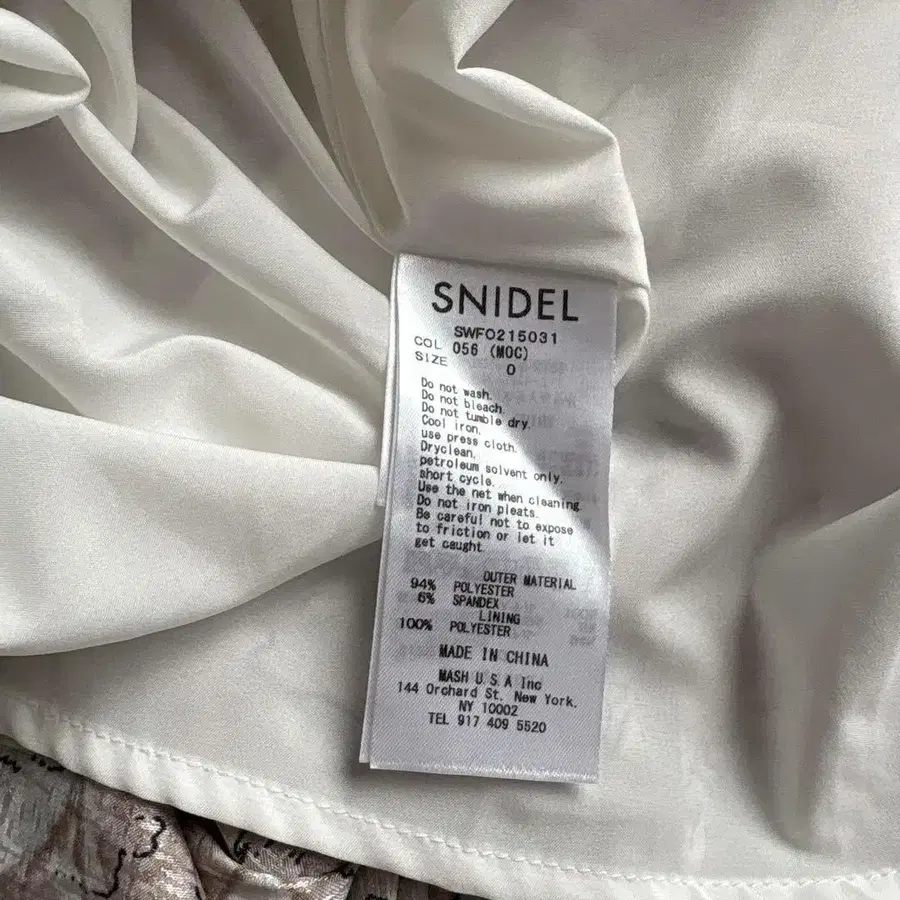 SNIDEL
SWFO215031
COL 056 (MOC)
SIZE 0
Do not wash.
Do not bleach.
Do not tumble dry.
Cool iron.
use press cloth.
Dryclean.
petroleum solvent only.
short cycle.
Use the net when cleaning.
Do not iron pleats.
Be careful not to expose
to friction or let it
get caught.
OUTER MATERIAL
94% POLYESTER
6% SPANDEX
LINING
100% POLYESTER
MADE IN CHINA
MASH U.S.A Inc
144 Orchard St. New York.
NY 10002
TEL 917 409 5520